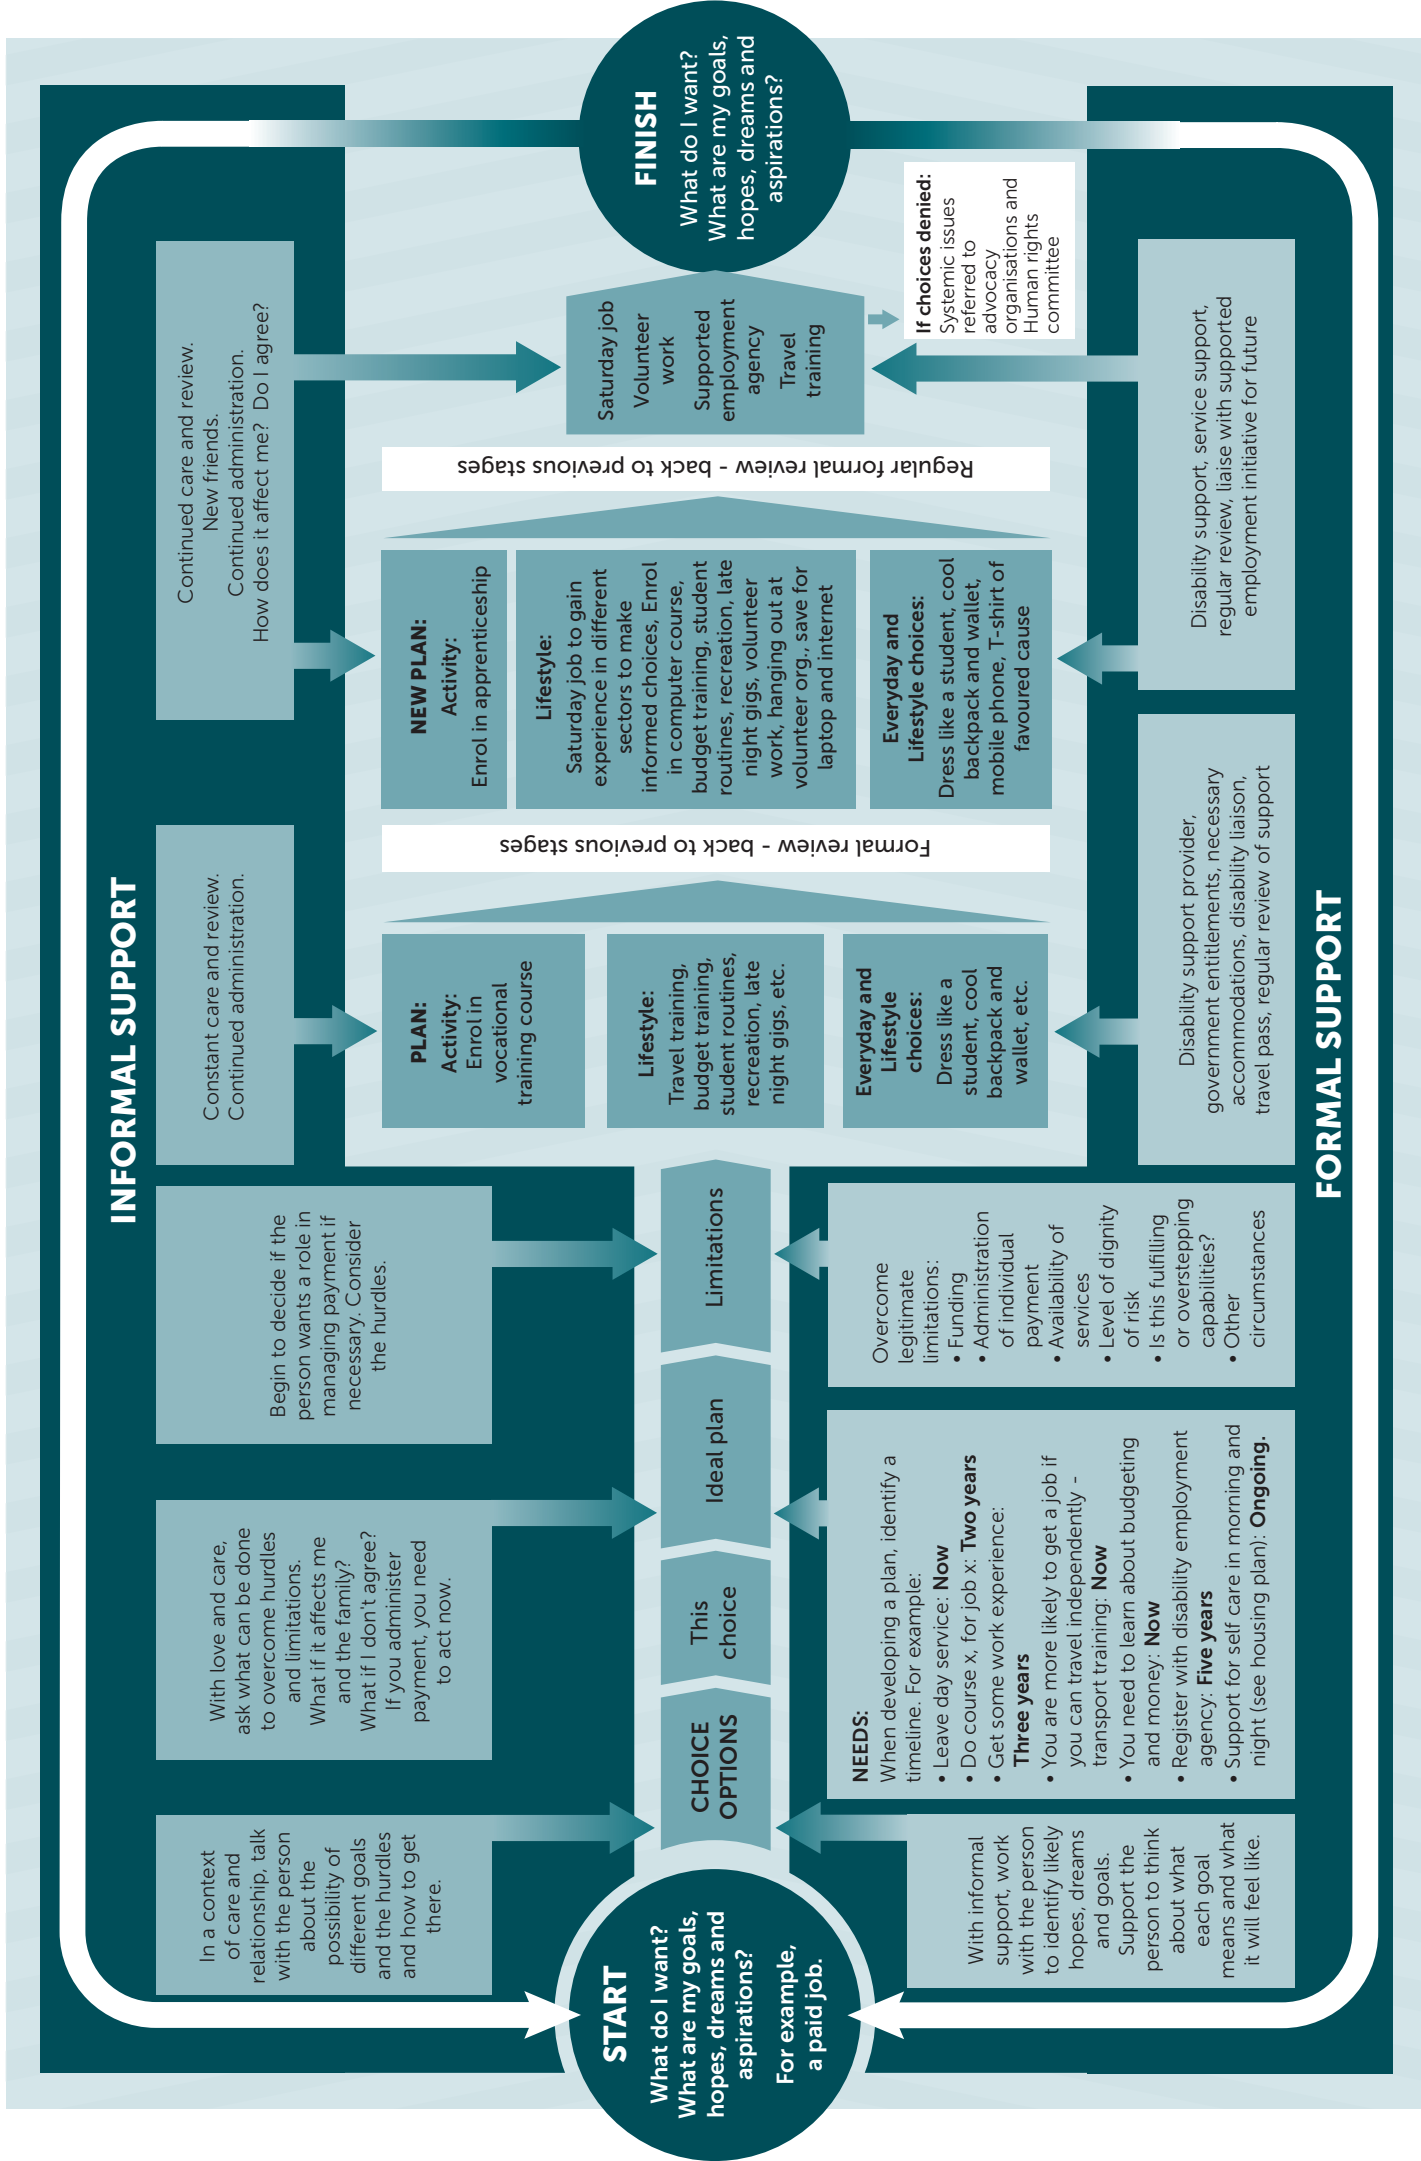 INFORMAL SUPPORT
In a context
of care and
relationship, talk
with the person
about the
possibility of
different goals
and the hurdles
and how to get
there.
With love and care,
ask what can be done
to overcome hurdles
and limitations.
What if it affects me
and the family?
What if I don't agree?
If you administer
payment, you need
to act now.
Begin to decide if the
person wants a role in
managing payment if
necessary. Consider
the hurdles.
Constant care and review.
Continued administration.
Continued care and review.
New friends.
Continued administration.
How does it affect me?  Do I agree?
START
What do I want?
What are my goals,
hopes, dreams and
aspirations?
For example,
a paid job.
CHOICE
OPTIONS
This
choice
Ideal plan
Limitations
PLAN:
Activity:
Enrol in
vocational
training course
Lifestyle:
Travel training,
budget training,
student routines,
recreation, late
night gigs, etc.
Everyday and
Lifestyle
choices:
Dress like a
student, cool
backpack and
wallet, etc.
Formal review - back to previous stages
NEW PLAN:
Activity:
Enrol in apprenticeship
Lifestyle:
Saturday job to gain
experience in different
sectors to make
informed choices, Enrol
in computer course,
budget training, student
routines, recreation, late
night gigs, volunteer
work, hanging out at
volunteer org., save for
laptop and internet
Everyday and
Lifestyle choices:
Dress like a student, cool
backpack and wallet,
mobile phone, T-shirt of
favoured cause
Regular formal review - back to previous stages
Saturday job
Volunteer
work
Supported
employment
agency
Travel
training
If choices denied:
Systemic issues
referred to
advocacy
organisations and
Human rights
committee
FINISH
What do I want?
What are my goals,
hopes, dreams and
aspirations?
With informal
support, work
with the person
to identify likely
hopes, dreams
and goals.
Support the
person to think
about what
each goal
means and what
it will feel like.
NEEDS:
When developing a plan, identify a
timeline. For example:
• Leave day service: Now
• Do course x, for job x: Two years
• Get some work experience:
Three years
• You are more likely to get a job if
you can travel independently -
transport training: Now
• You need to learn about budgeting
and money: Now
• Register with disability employment
agency: Five years
• Support for self care in morning and
night (see housing plan): Ongoing.
Overcome
legitimate
limitations:
• Funding
• Administration
of individual
payment
• Availability of
services
• Level of dignity
of risk
• Is this fulfilling
or overstepping
capabilities?
• Other
circumstances
Disability support provider,
government entitlements, necessary
accommodations, disability liaison,
travel pass, regular review of support
Disability support, service support,
regular review, liaise with supported
employment initiative for future
FORMAL SUPPORT